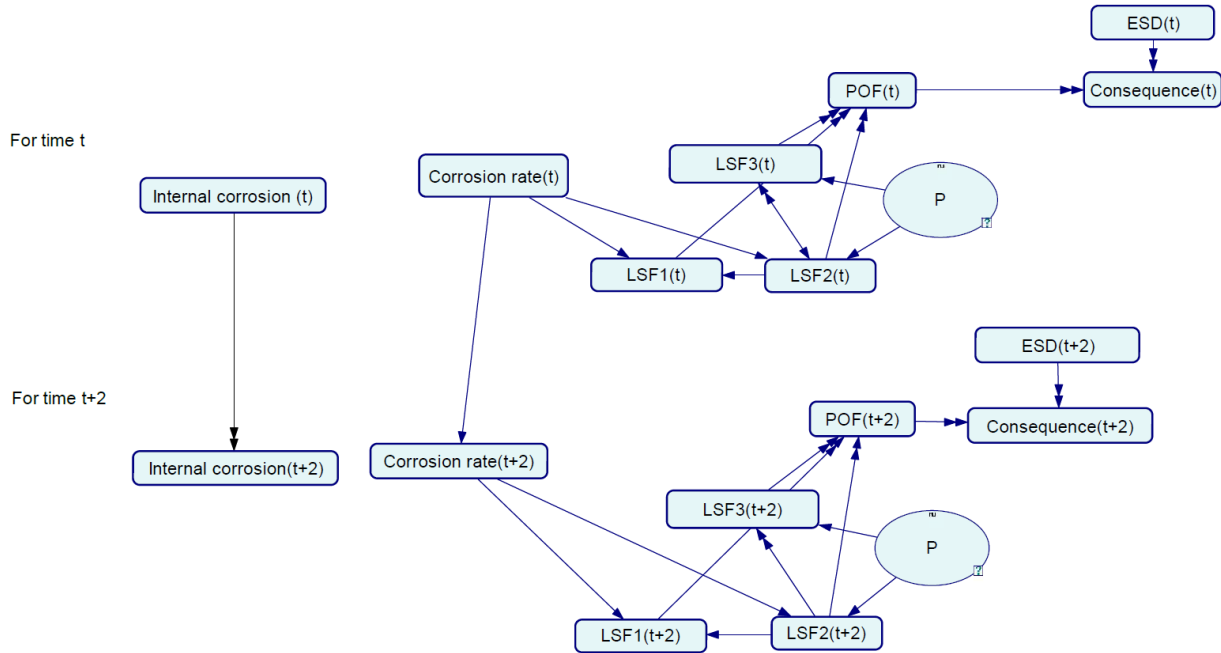 ESD(t)
POF(t)
Consequence(t)
For time t
LSF3(t)
Corrosion rate(t)
Internal corrosion (t)
P
LSF1(t)
LSF2(t)
ESD(t+2)
For time t+2
POF(t+2)
Consequence(t+2)
Corrosion rate(t+2)
Internal corrosion(t+2)
LSF3(t+2)
P
LSF1(t+2)
LSF2(t+2)